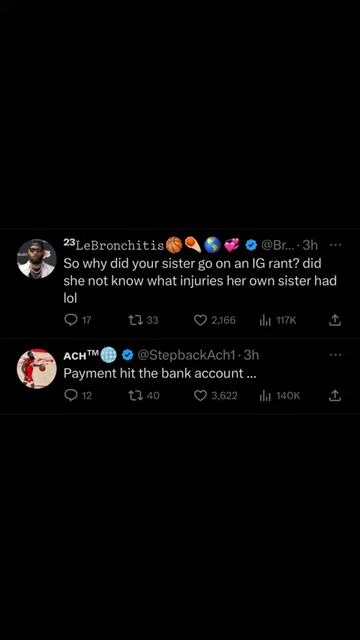 ²³LeBronchitis🏀☄️🌎💞 @Br... · 3h ...
So why did your sister go on an IG rant? did
she not know what injuries her own sister had
lol
17 33 2,166 117K
ACH™🌐 @StepbackAch1 · 3h ...
Payment hit the bank account ...
12 40 3,622 140K